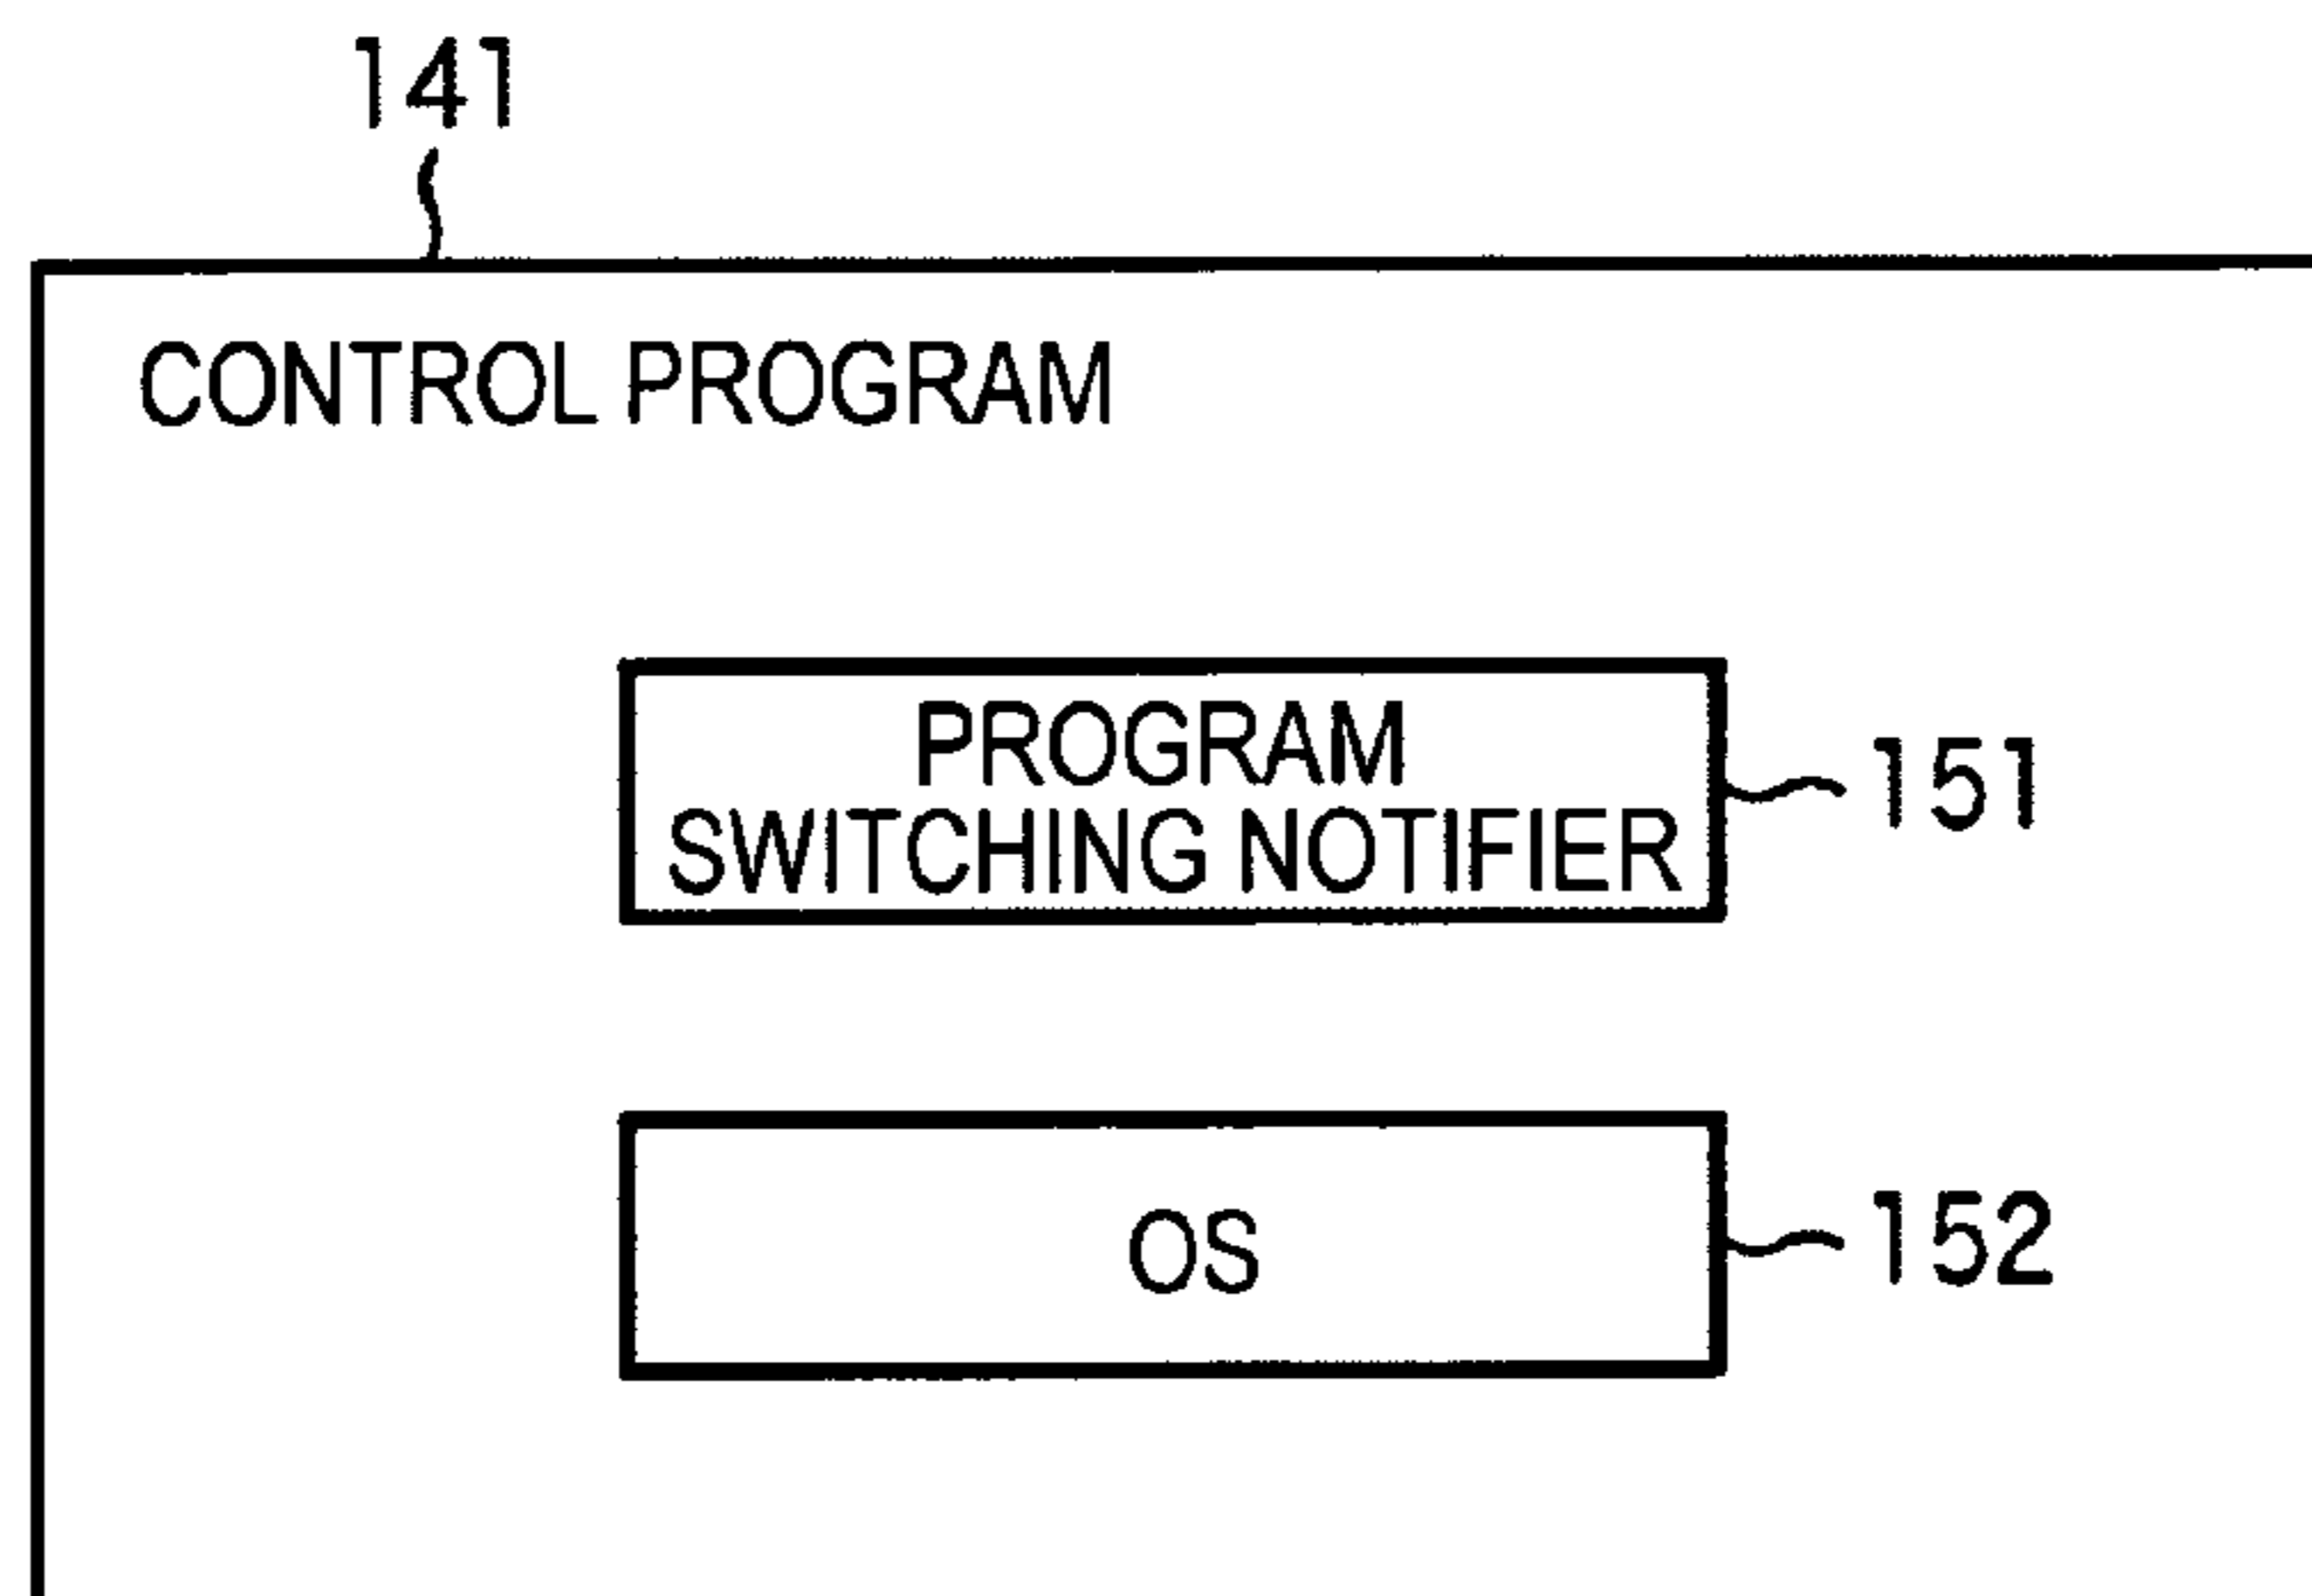 141
CONTROL PROGRAM
PROGRAM
SWITCHING NOTIFIER
151
OS
152